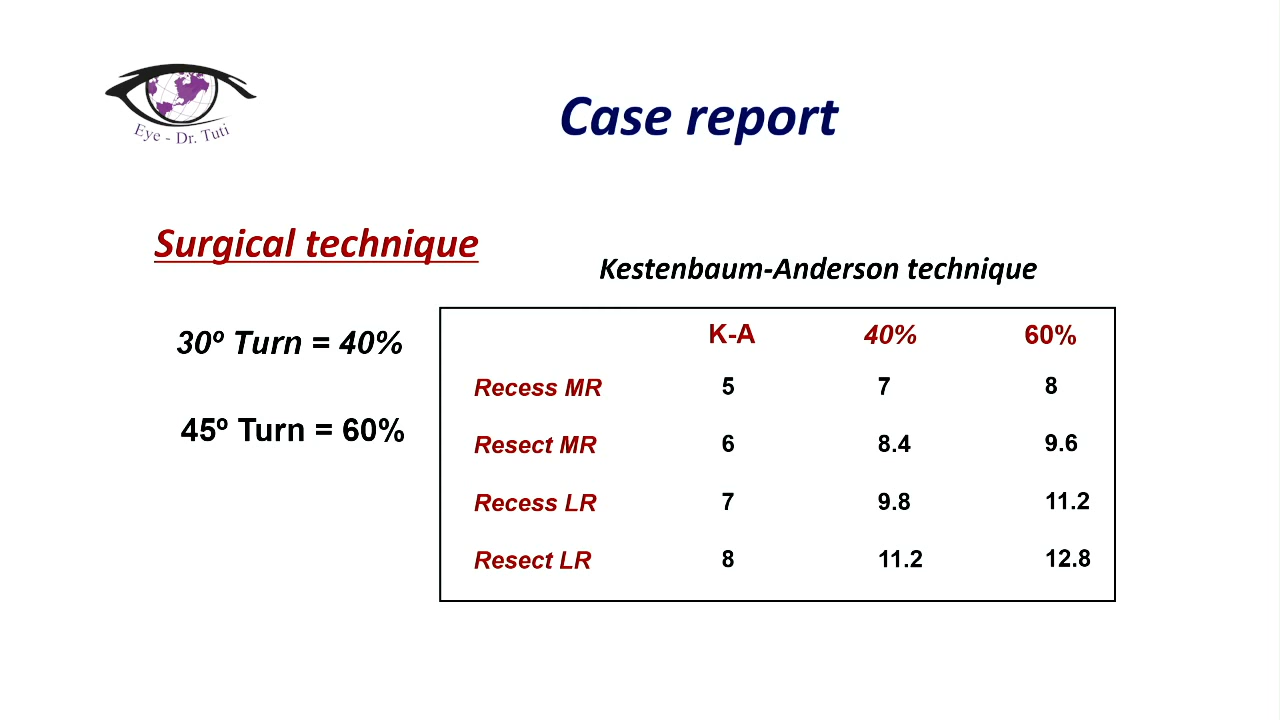 Eye - Dr. Tuti
Case report
Surgical technique
Kestenbaum-Anderson technique
30º Turn = 40%
45º Turn = 60%
K-A 40% 60%
Recess MR 5 7 8
Resect MR 6 8.4 9.6
Recess LR 7 9.8 11.2
Resect LR 8 11.2 12.8